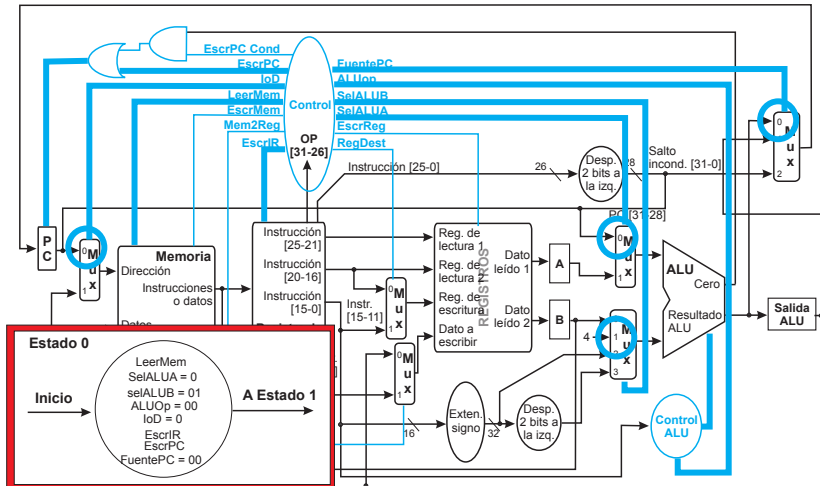 EscrPC Cond
EscrPC
IoD
LeerMem
EscrMem
Mem2Reg
EscrIR
Control
OP
[31-26]
FuentePC
ALUop
SelALUB
SelALUA
EscrReg
RegDest
Instrucción [25-0]
26
Desp.
2 bits a
la izq.
28
Salto
incond. [31-0]
0
1
2
M
u
x
PC [31-28]
P
C
0
1
M
u
x
Memoria
Dirección
Instrucciones
o datos
Datos
Instrucción
[25-21]
Instrucción
[20-16]
Instrucción
[15-0]
Instr.
[15-11]
0
1
M
u
x
0
1
M
u
x
Reg. de
lectura 1
Reg. de
lectura 2
Reg. de
escritura
Dato a
escribir
REGISTROS
Dato
leído 1
Dato
leído 2
A
B
0
1
M
u
x
4
0
1
2
3
M
u
x
ALU
Cero
Resultado
ALU
Salida
ALU
16
Exten.
signo
32
Desp.
2 bits a
la izq.
Control
ALU
Estado 0
Inicio
LeerMem
SelALUA = 0
selALUB = 01
ALUOp = 00
IoD = 0
EscrIR
EscrPC
FuentePC = 00
A Estado 1